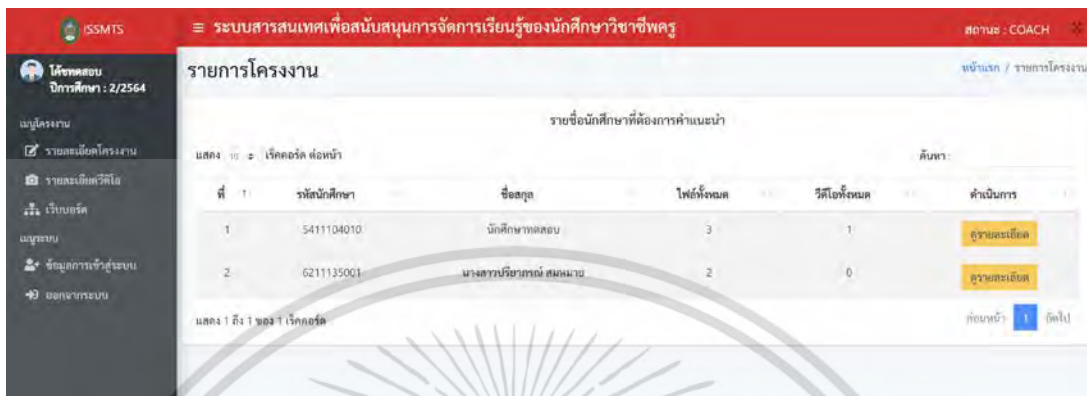 ISSMTS
ระบบสารสนเทศเพื่อสนับสนุนการจัดการเรียนรู้ของนักศึกษาวิชาชีพครู
สถานะ : COACH
โค้ชทดสอบ
ปีการศึกษา : 2/2564
เมนูโครงงาน
รายละเอียดโครงงาน
รายละเอียดวีดีโอ
เว็บบอร์ด
เมนูระบบ
ข้อมูลการเข้าสู่ระบบ
ออกจากระบบ
รายการโครงงาน
หน้าแรก / รายการโครงงาน
รายชื่อนักศึกษาที่ต้องการคำแนะนำ
แสดง 10 เร็คคอร์ด ต่อหน้า
ค้นหา :
ที่ รหัสนักศึกษา ชื่อสกุล ไฟล์ทั้งหมด วีดีโอทั้งหมด ดำเนินการ
1 5411104010 นักศึกษาทดสอบ 3 1 ดูรายละเอียด
2 6211135001 นางสาวปรียาภรณ์ สมหมาย 2 0 ดูรายละเอียด
แสดง 1 ถึง 1 ของ 1 เร็คคอร์ด
ก่อนหน้า 1 ถัดไป